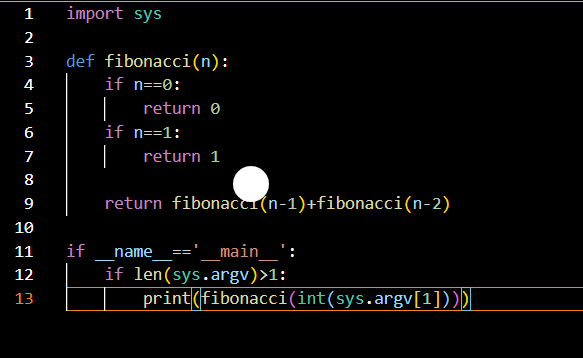 1 import sys
2
3 def fibonacci(n):
4     if n==0:
5         return 0
6     if n==1:
7         return 1
8
9     return fibonacci(n-1)+fibonacci(n-2)
10
11 if __name__=='__main__':
12     if len(sys.argv)>1:
13         print(fibonacci(int(sys.argv[1])))